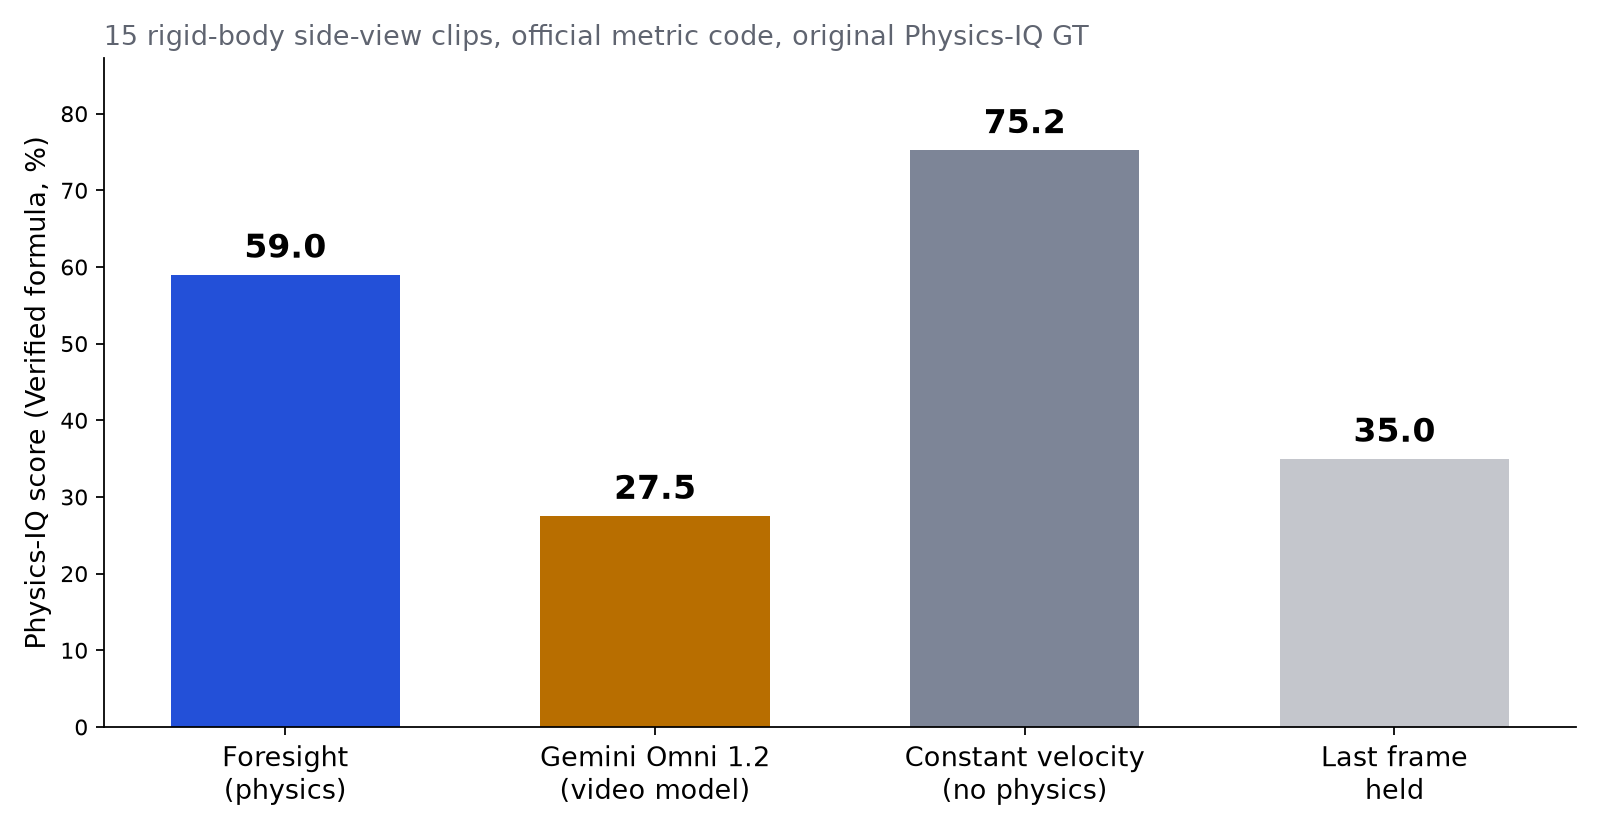 15 rigid-body side-view clips, official metric code, original Physics-IQ GT
Physics-IQ score (Verified formula, %)
80
70
60
50
40
30
20
10
0
59.0
27.5
75.2
35.0
Foresight
(physics)
Gemini Omni 1.2
(video model)
Constant velocity
(no physics)
Last frame
held